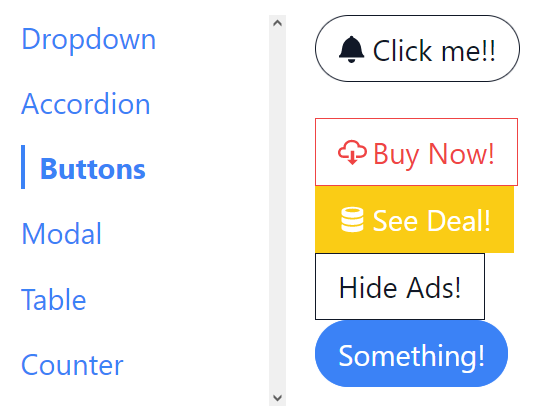 Dropdown
Accordion
Buttons
Modal
Table
Counter
Click me!!
Buy Now!
See Deal!
Hide Ads!
Something!